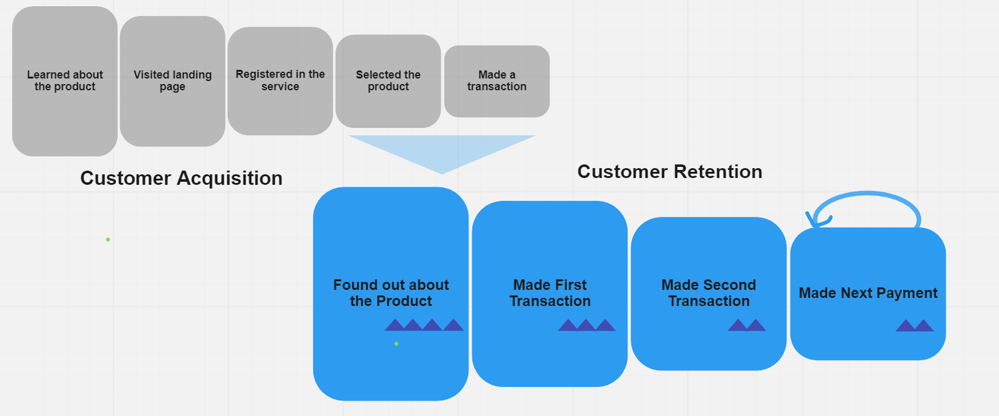 Learned about
the product
Visited landing
page
Registered in the
service
Selected the
product
Made a
transaction
Customer Acquisition
Customer Retention
Found out about
the Product
Made First
Transaction
Made Second
Transaction
Made Next Payment